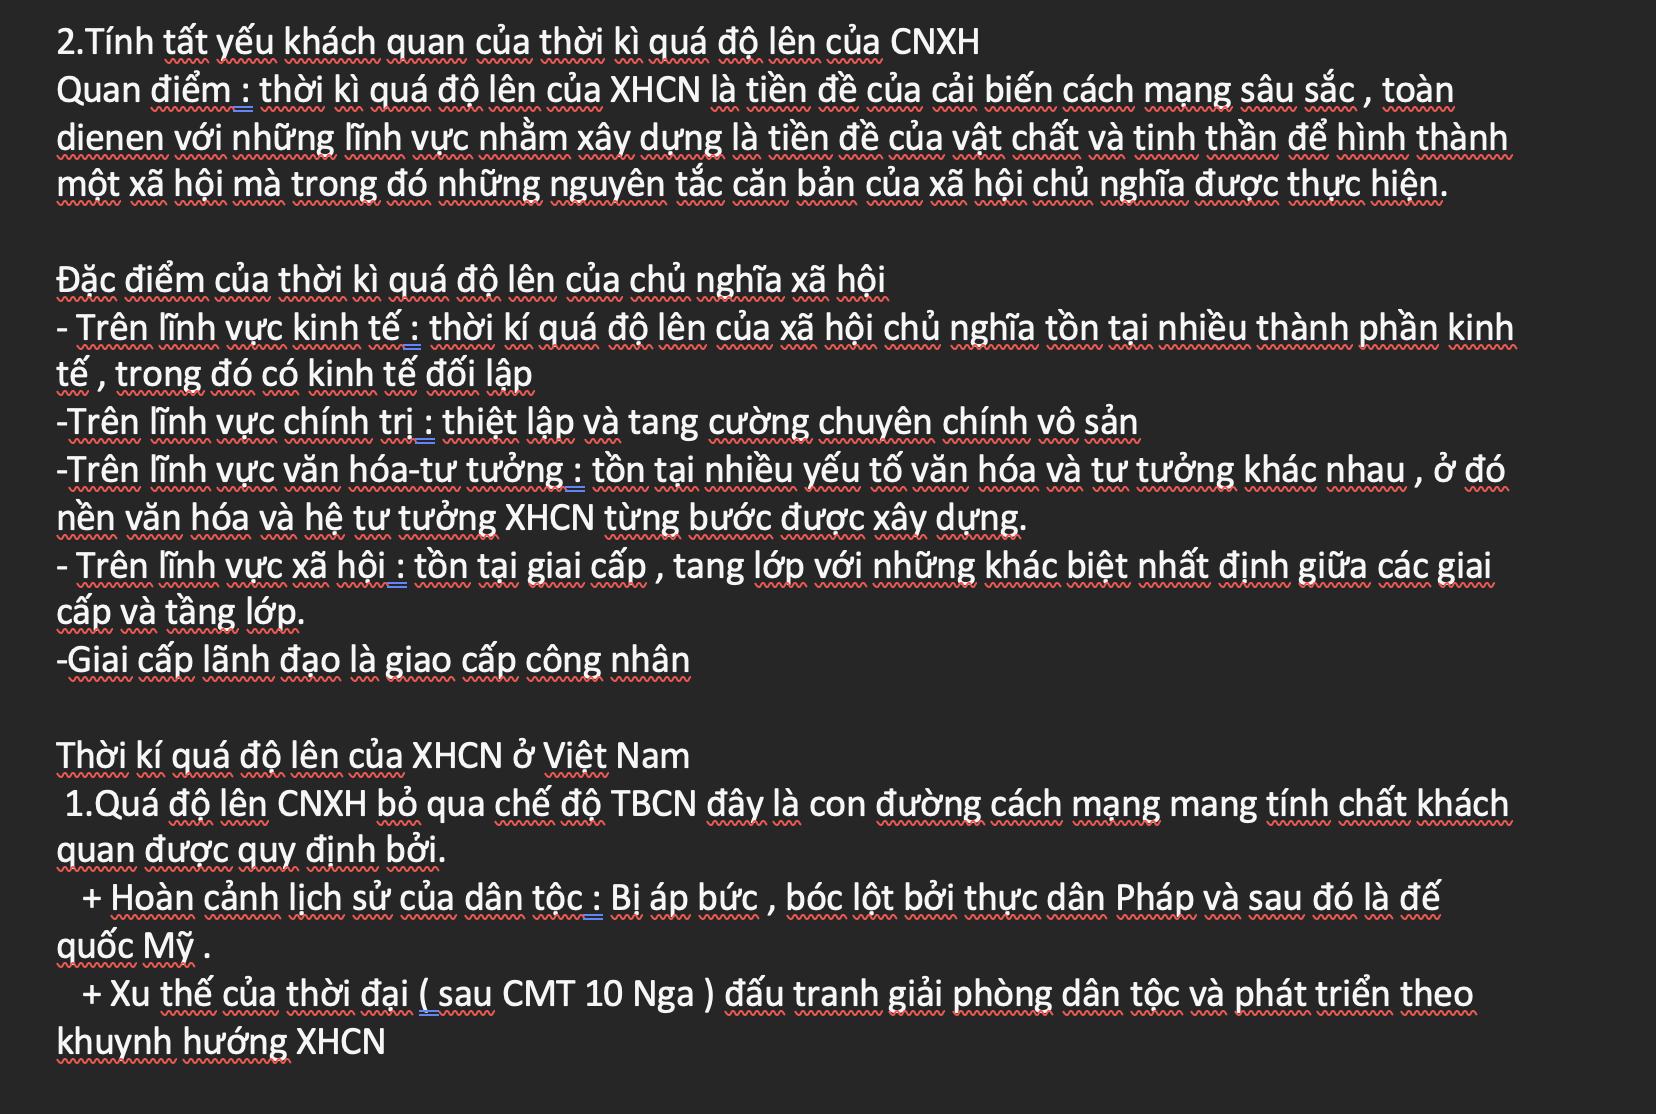 2.Tính tất yếu khách quan của thời kì quá độ lên của CNXH
Quan điểm : thời kì quá độ lên của XHCN là tiền đề của cải biến cách mạng sâu sắc , toàn
dienen với những lĩnh vực nhằm xây dựng là tiền đề của vật chất và tinh thần để hình thành
một xã hội mà trong đó những nguyên tắc căn bản của xã hội chủ nghĩa được thực hiện.
Đặc điểm của thời kì quá độ lên của chủ nghĩa xã hội
- Trên lĩnh vực kinh tế : thời kí quá độ lên của xã hội chủ nghĩa tồn tại nhiều thành phần kinh
tế , trong đó có kinh tế đối lập
-Trên lĩnh vực chính trị : thiệt lập và tang cường chuyên chính vô sản
-Trên lĩnh vực văn hóa-tư tưởng : tồn tại nhiều yếu tố văn hóa và tư tưởng khác nhau , ở đó
nền văn hóa và hệ tư tưởng XHCN từng bước được xây dựng.
- Trên lĩnh vực xã hội : tồn tại giai cấp , tang lớp với những khác biệt nhất định giữa các giai
cấp và tầng lớp.
-Giai cấp lãnh đạo là giao cấp công nhân
Thời kí quá độ lên của XHCN ở Việt Nam
1.Quá độ lên CNXH bỏ qua chế độ TBCN đây là con đường cách mạng mang tính chất khách
quan được quy định bởi.
+ Hoàn cảnh lịch sử của dân tộc : Bị áp bức , bóc lột bởi thực dân Pháp và sau đó là đế
quốc Mỹ .
+ Xu thế của thời đại ( sau CMT 10 Nga ) đấu tranh giải phòng dân tộc và phát triển theo
khuynh hướng XHCN